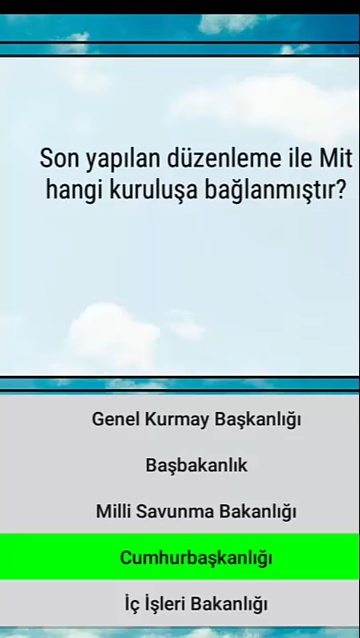 Son yapılan düzenleme ile Mit
hangi kuruluşa bağlanmıştır?
Genel Kurmay Başkanlığı
Başbakanlık
Milli Savunma Bakanlığı
Cumhurbaşkanlığı
İç İşleri Bakanlığı